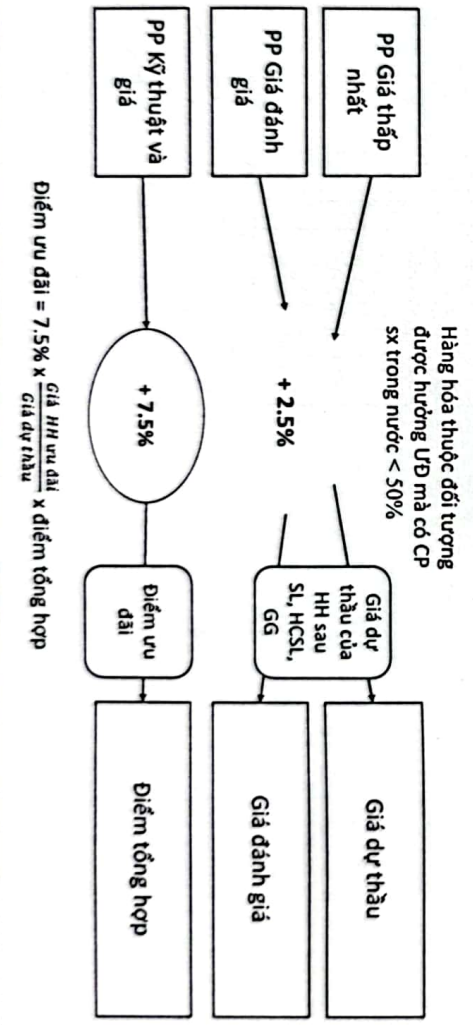 Hàng hóa thuộc đối tượng
được hưởng ƯĐ mà có CP
sx trong nước < 50%
PP Giá thấp
nhất
Giá dự
thầu của
HH sau
SL, HCSL,
GG
Giá dự thầu
PP Giá đánh
giá
+ 2.5%
Giá đánh giá
PP Kỹ thuật và
giá
+ 7.5%
Điểm ưu
đãi
Điểm tổng hợp
Điểm ưu đãi = 7.5% x Giá HH ưu đãi / Giá dự thầu x điểm tổng hợp